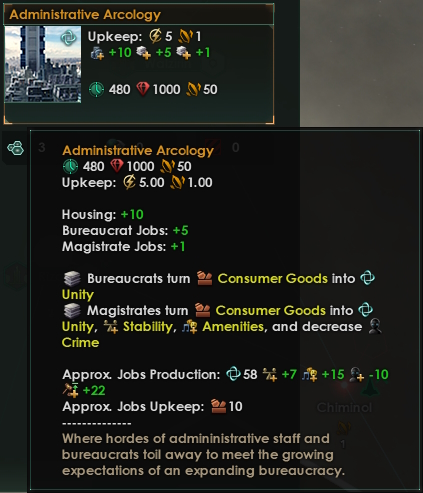 Administrative Arcology
Upkeep: 5 1
+10 +5 +1
480 1000 50
3 0
Administrative Arcology
480 1000 50
Upkeep: 5.00 1.00
Housing: +10
Bureaucrat Jobs: +5
Magistrate Jobs: +1
Bureaucrats turn Consumer Goods into
Unity
Magistrates turn Consumer Goods into
Unity, Stability, Amenities, and decrease
Crime
Approx. Jobs Production: 58 +7 +15 -10
+22
Approx. Jobs Upkeep: 10
--------------
Where hordes of admininistrative staff and
bureaucrats toil away to meet the growing
expectations of an expanding bureaucracy.
Chiminol
1